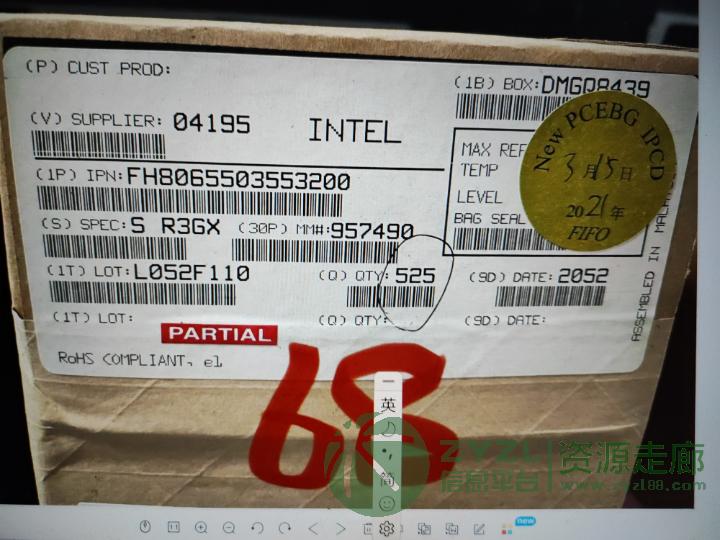 (P) CUST PROD:
(1B) BOX: DMGQ8439
(V) SUPPLIER: 04195
INTEL
(1P) IPN: FH8065503553200
MAX REF
TEMP
LEVEL
BAG SEAL
New PCEBG IPCD
3月15日
2021年
FIFO
(S) SPEC: S R3GX
(30P) MM#: 957490
(1T) LOT: L052F110
(Q) QTY: 525
(9D) DATE: 2052
(1T) LOT:
(Q) QTY:
(9D) DATE:
PARTIAL
RoHS COMPLIANT, e1
68
英
简
ZYZL
信息平台
资源走廊
www.zyzl88.com
new